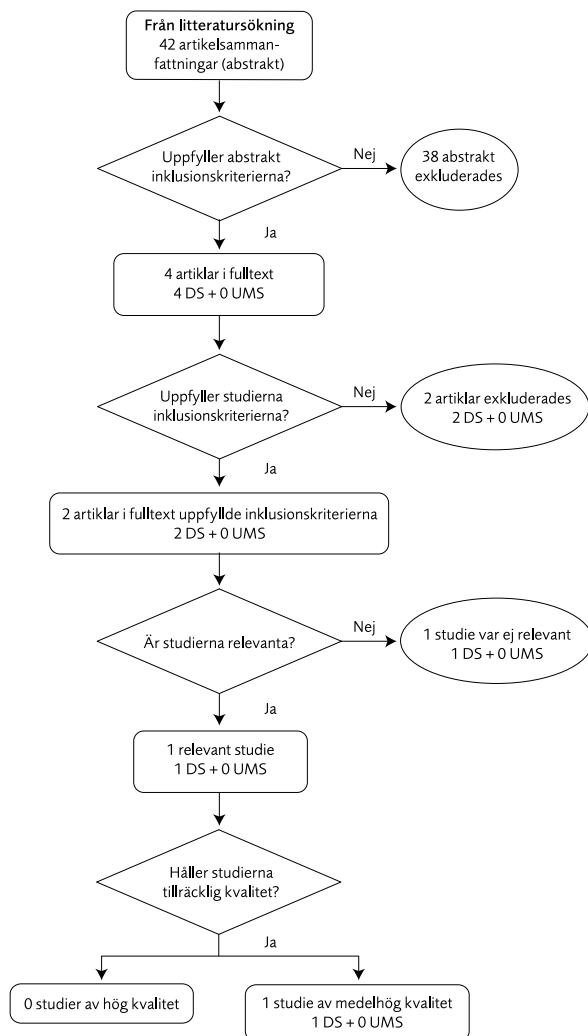 Från litteratursökning
42 artikelsamman-
fattningar (abstrakt)
Uppfyller abstrakt
inklusionskriterierna?
Nej
38 abstrakt
exkluderades
Ja
4 artiklar i fulltext
4 DS + 0 UMS
Uppfyller studierna
inklusionskriterierna?
Nej
2 artiklar exkluderades
2 DS + 0 UMS
Ja
2 artiklar i fulltext uppfyllde inklusionskriterierna
2 DS + 0 UMS
Är studierna relevanta?
Nej
1 studie var ej relevant
1 DS + 0 UMS
Ja
1 relevant studie
1 DS + 0 UMS
Håller studierna
tillräcklig kvalitet?
Ja
0 studier av hög kvalitet
1 studie av medelhög kvalitet
1 DS + 0 UMS